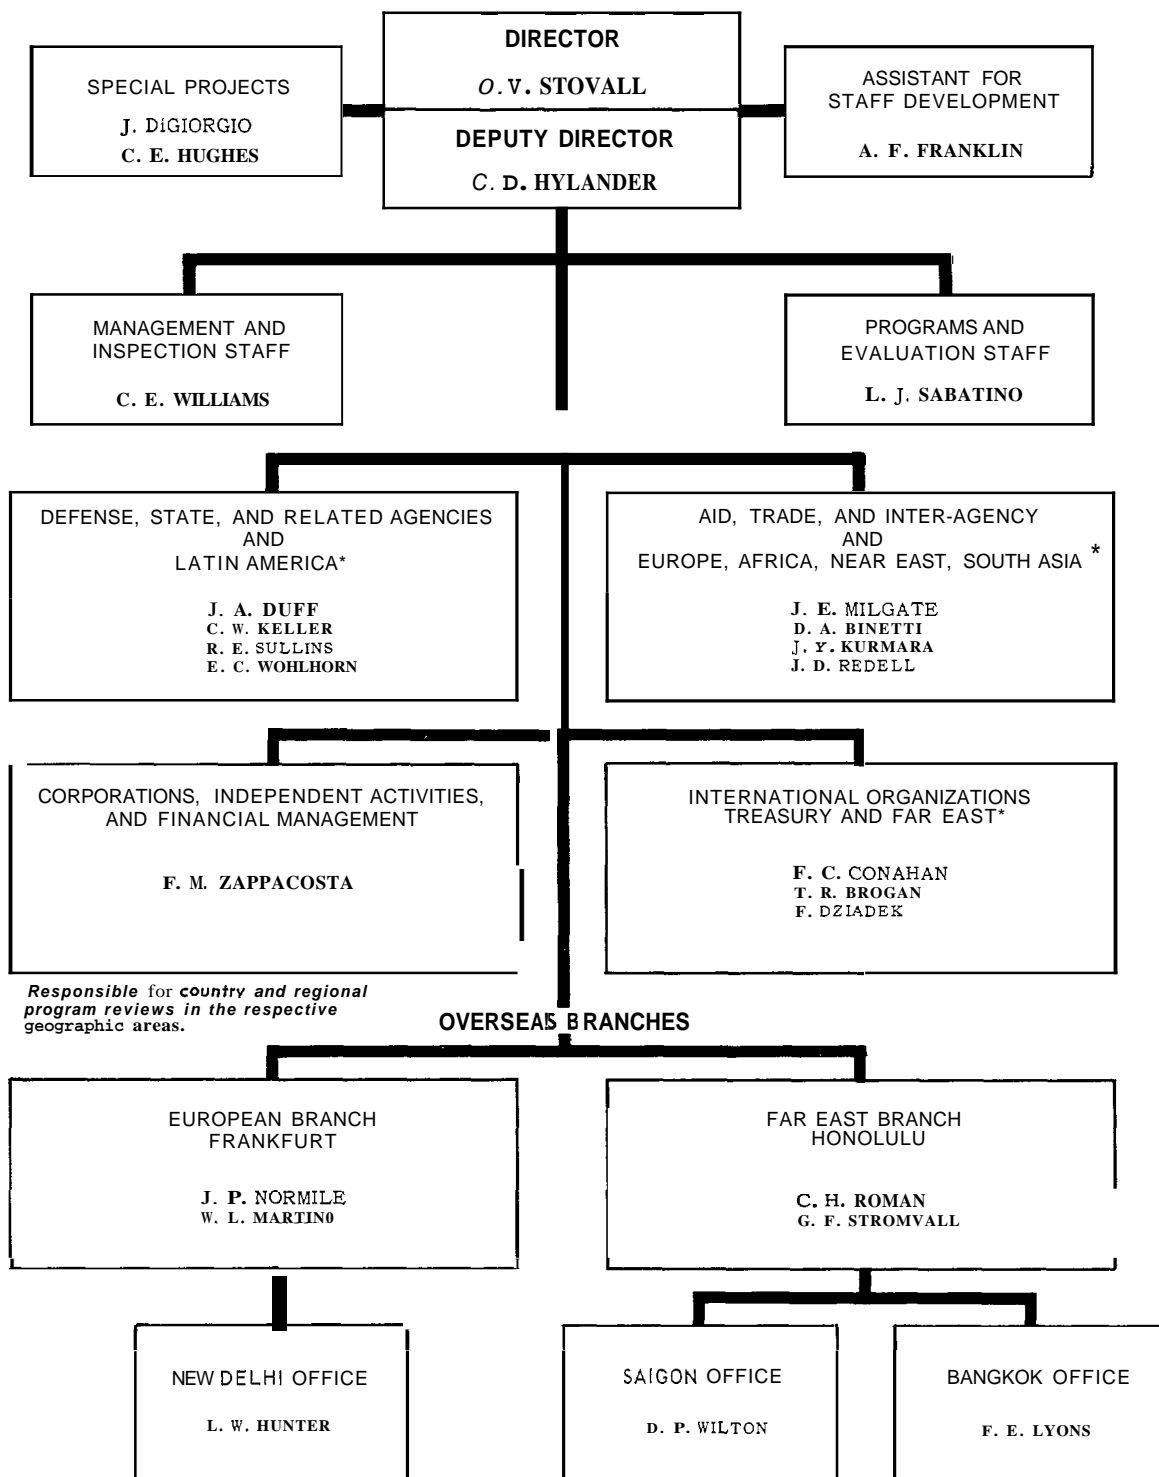 DIRECTOR
O. V. STOVALL
DEPUTY DIRECTOR
C. D. HYLANDER
SPECIAL PROJECTS
J. DiGIORGIO
C. E. HUGHES
ASSISTANT FOR
STAFF DEVELOPMENT
A. F. FRANKLIN
MANAGEMENT AND
INSPECTION STAFF
C. E. WILLIAMS
PROGRAMS AND
EVALUATION STAFF
L. J. SABATINO
DEFENSE, STATE, AND RELATED AGENCIES
AND
LATIN AMERICA*
J. A. DUFF
C. W. KELLER
R. E. SULLINS
E. C. WOHLHORN
AID, TRADE, AND INTER-AGENCY
AND
EUROPE, AFRICA, NEAR EAST, SOUTH ASIA *
J. E. MILGATE
D. A. BINETTI
J. Y. KURMARA
J. D. REDELL
CORPORATIONS, INDEPENDENT ACTIVITIES,
AND FINANCIAL MANAGEMENT
F. M. ZAPPACOSTA
INTERNATIONAL ORGANIZATIONS
TREASURY AND FAR EAST*
F. C. CONAHAN
T. R. BROGAN
F. DZIADEK
Responsible for country and regional
program reviews in the respective
geographic areas.
OVERSEAS BRANCHES
EUROPEAN BRANCH
FRANKFURT
J. P. NORMILE
W. L. MARTINO
FAR EAST BRANCH
HONOLULU
C. H. ROMAN
G. F. STROMVALL
NEW DELHI OFFICE
L. W. HUNTER
SAIGON OFFICE
D. P. WILTON
BANGKOK OFFICE
F. E. LYONS